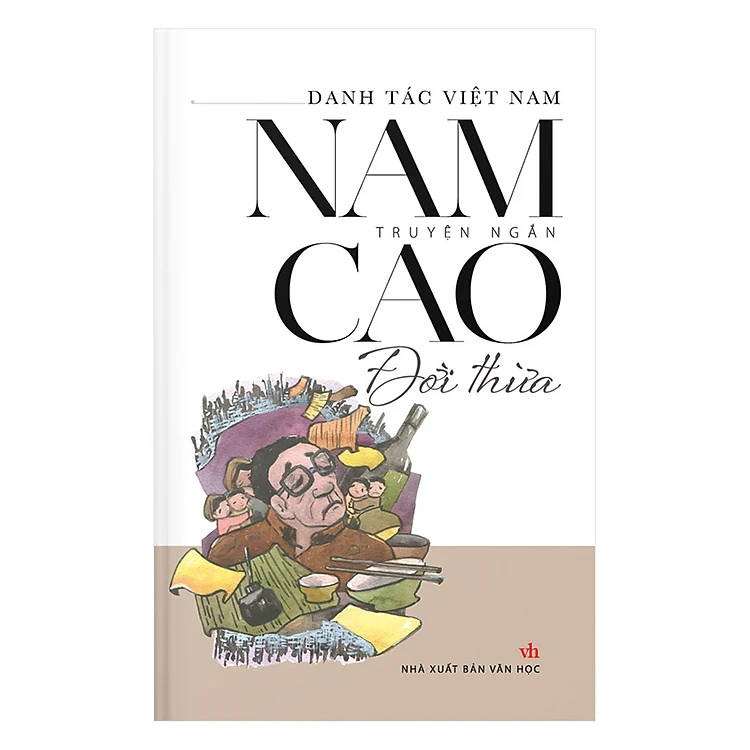 DANH TÁC VIỆT NAM
NAM
TRUYỆN NGẮN
CAO
Đời thừa
vh
NHÀ XUẤT BẢN VĂN HỌC